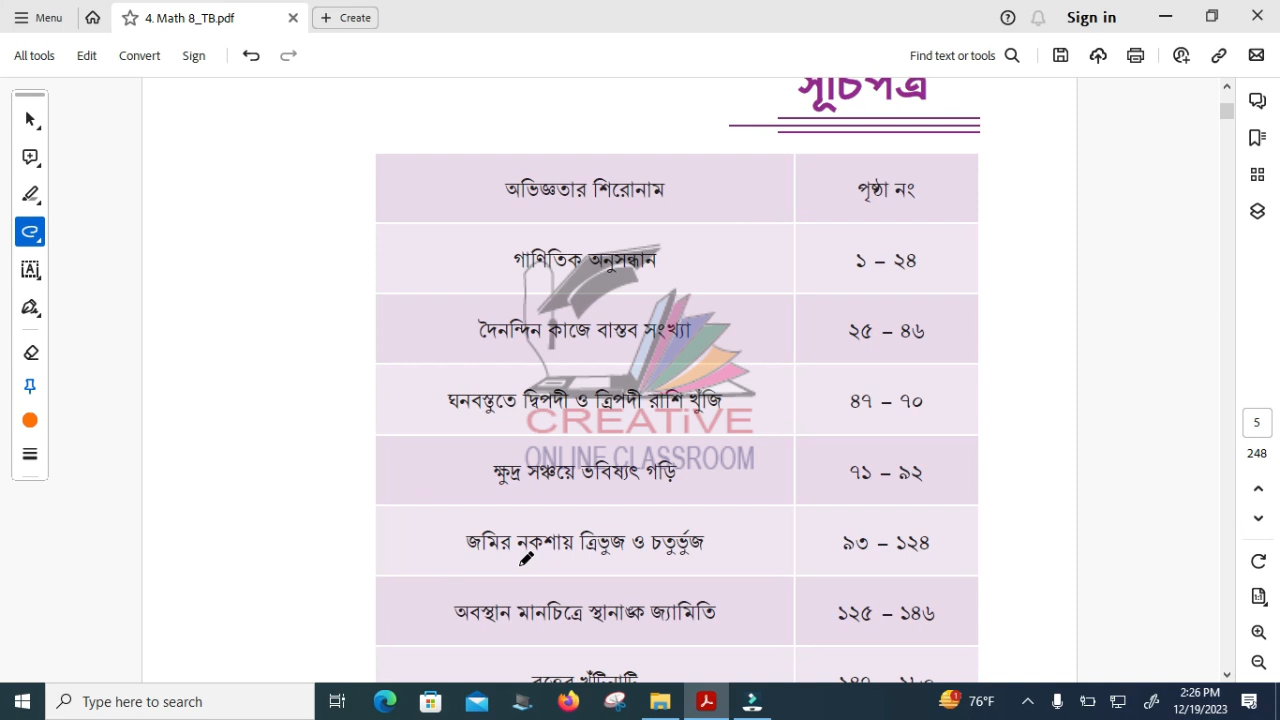 Menu
4. Math 8_TB.pdf
Create
Sign in
All tools
Edit
Convert
Sign
Find text or tools
সূচিপত্র
অভিজ্ঞতার শিরোনাম পৃষ্ঠা নং
গাণিতিক অনুসন্ধান ১ – ২৪
দৈনন্দিন কাজে বাস্তব সংখ্যা ২৫ – ৪৬
ঘনবস্তুতে দ্বিপদী ও ত্রিপদী রাশি খুঁজি ৪৭ – ৭০
CREATiVE
ONLINE CLASSROOM
ক্ষুদ্র সঞ্চয়ে ভবিষ্যৎ গড়ি ৭১ – ৯২
জমির নকশায় ত্রিভুজ ও চতুর্ভুজ ৯৩ – ১২৪
অবস্থান মানচিত্রে স্থানাঙ্ক জ্যামিতি ১২৫ – ১৪৬
বৃত্তের খুঁটিনাটি
5
248
Type here to search
1
76°F
2:26 PM
12/19/2023